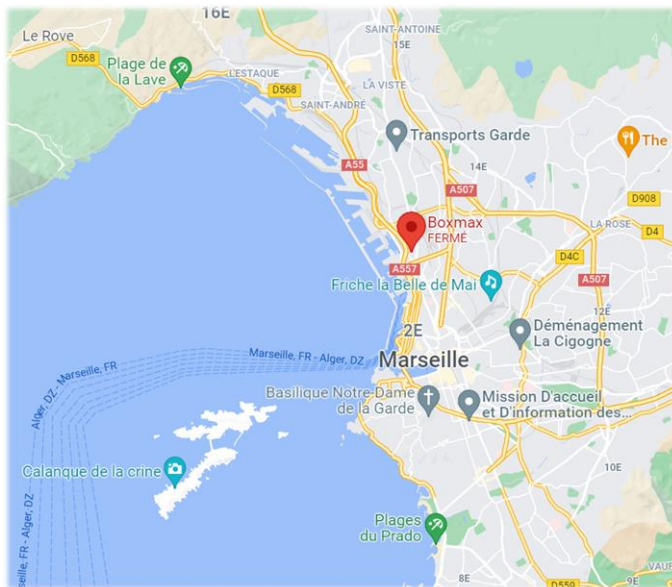 16E
Le Rove
SAINT-ANTOINE
15E
D568
Plage de
la Lave
L'ESTAQUE
D568
LA VISTE
SAINT-ANDRÉ
Transports Garde
The
A55
14E
A507
D908
Boxmax
FERMÉ
LA ROSE
D4
A557
D4C
A507
Friche la Belle de Mai
12E
2E
Déménagement
La Cigogne
Marseille, FR - Alger, DZ
Marseille
Alger, DZ - Marseille, FR
Basilique Notre-Dame
de la Garde
Mission D'accueil
et D'information des...
Calanque de la crine
10E
Plages
du Prado
Marseille, FR - Alger, DZ
8E
D559
9E
VAUF